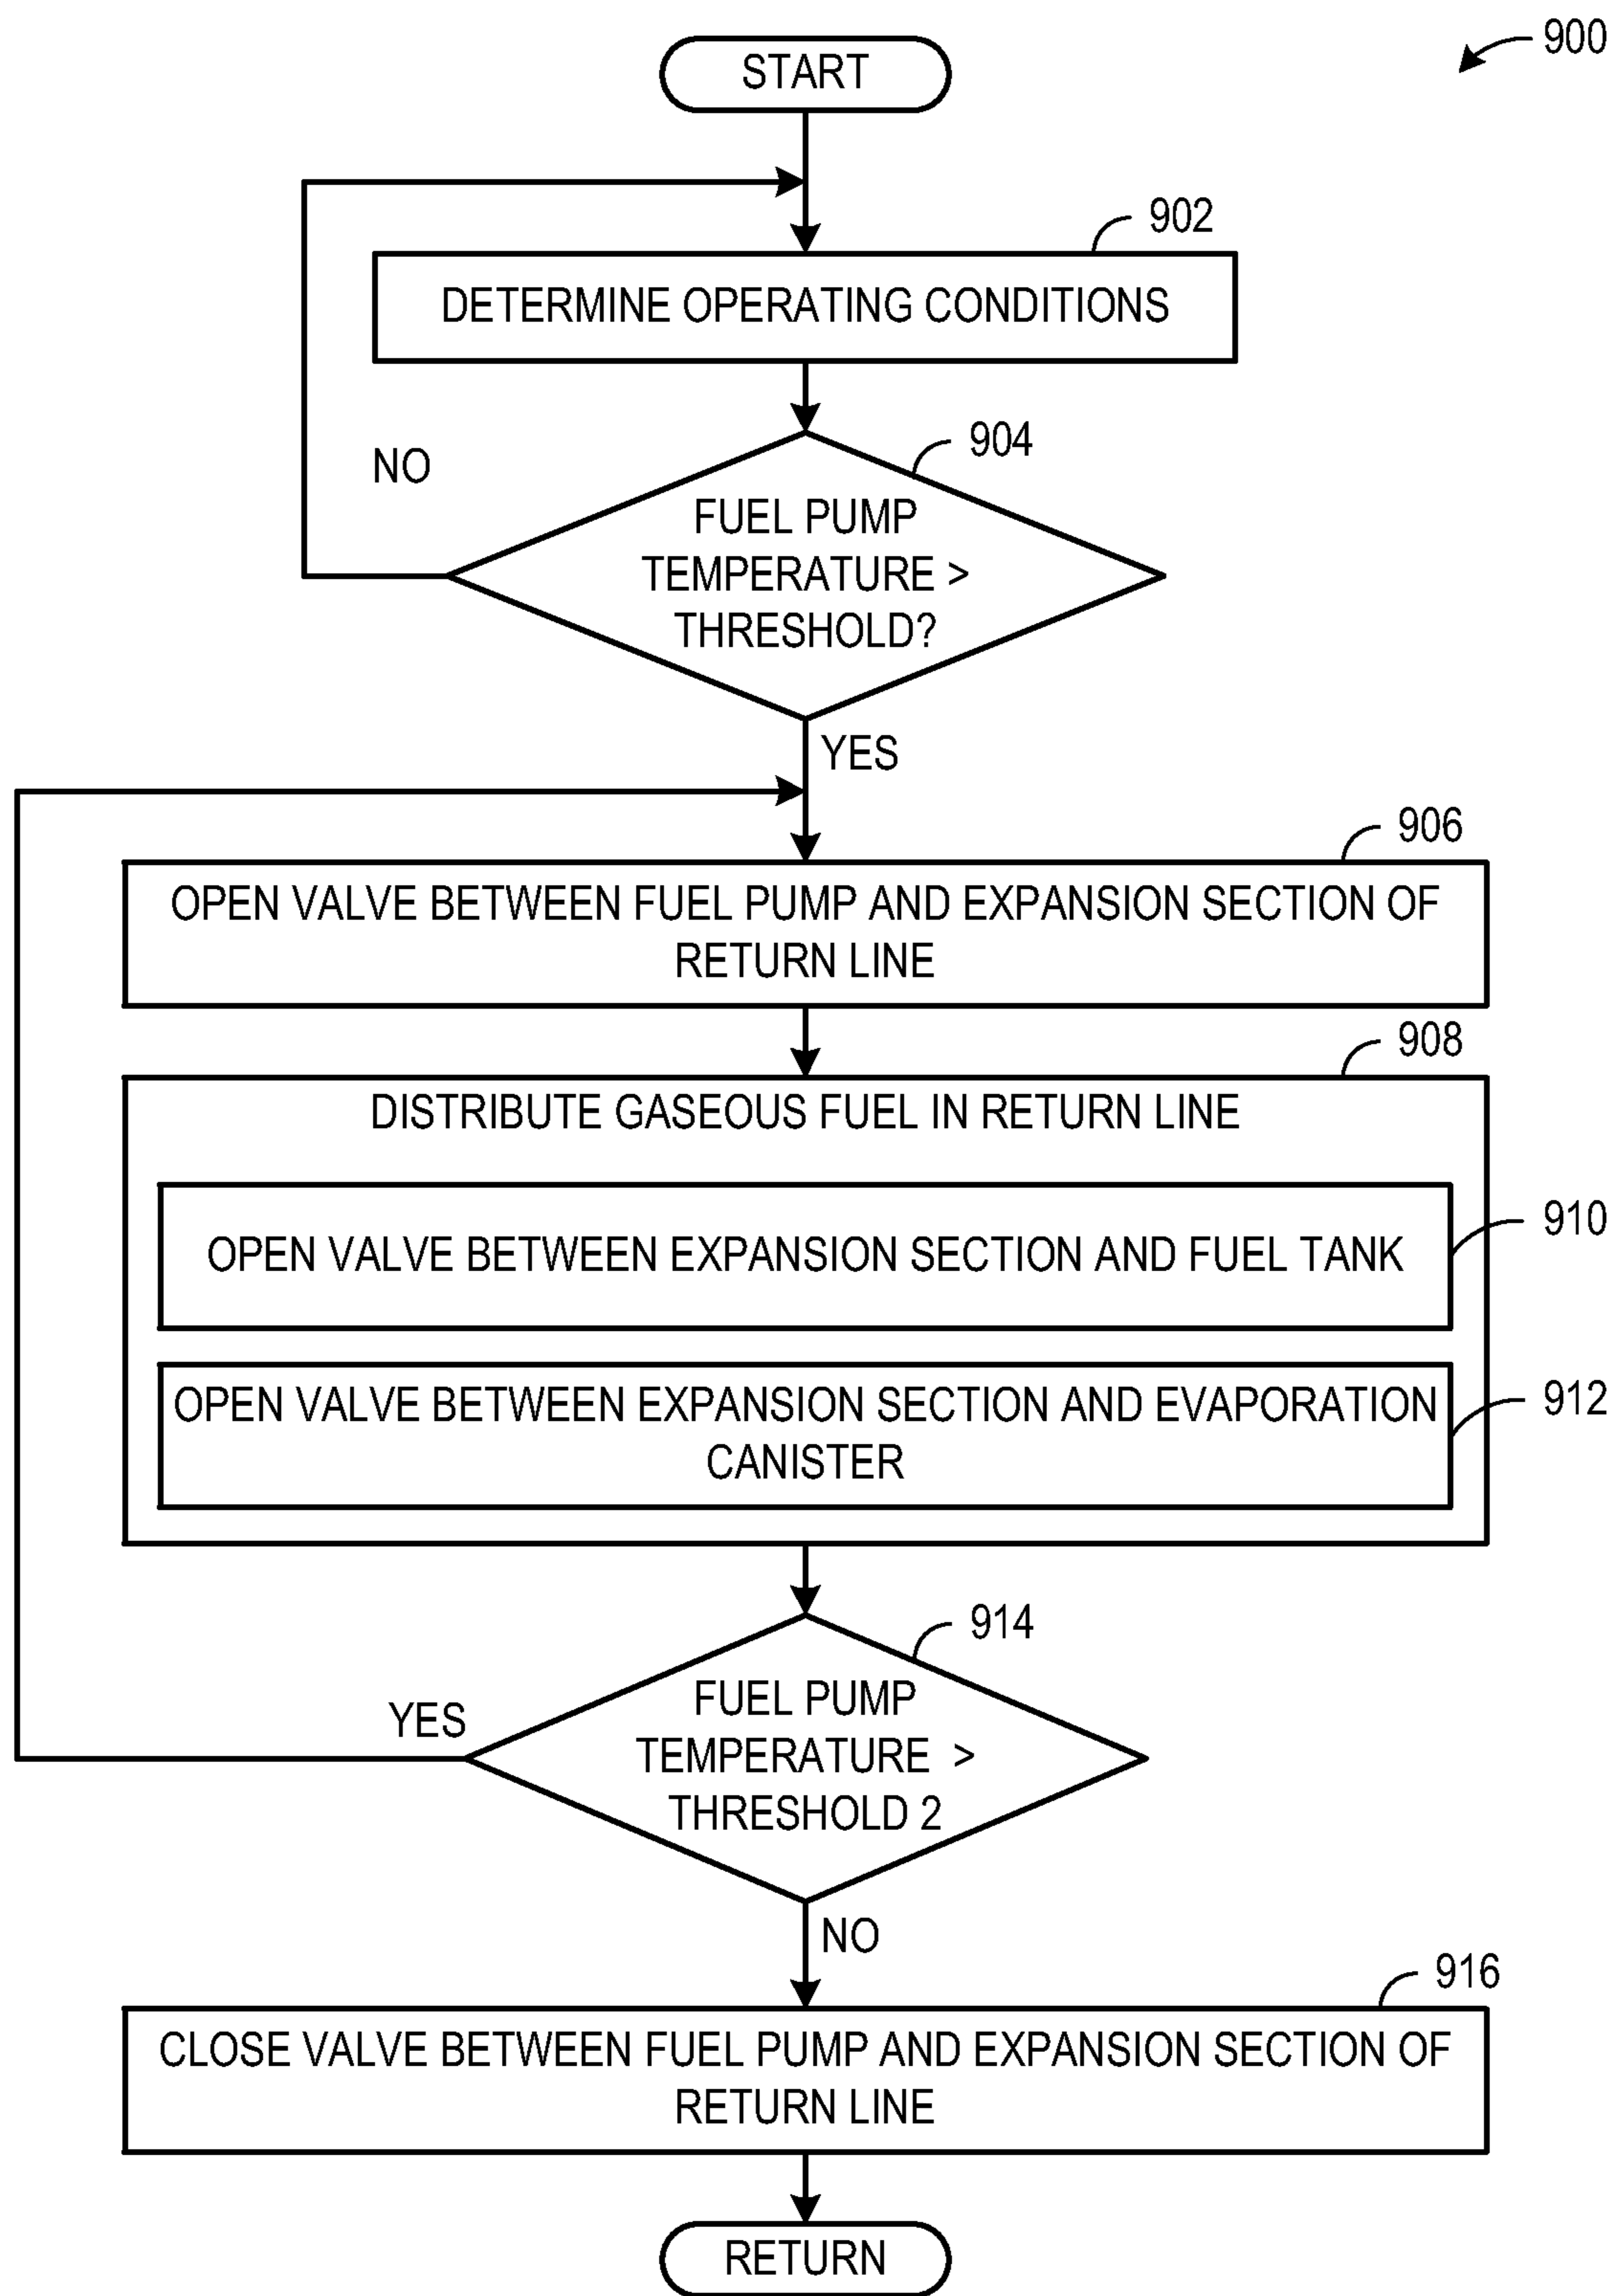 900
START
902
DETERMINE OPERATING CONDITIONS
904
NO
FUEL PUMP
TEMPERATURE >
THRESHOLD?
YES
906
OPEN VALVE BETWEEN FUEL PUMP AND EXPANSION SECTION OF
RETURN LINE
908
DISTRIBUTE GASEOUS FUEL IN RETURN LINE
910
OPEN VALVE BETWEEN EXPANSION SECTION AND FUEL TANK
912
OPEN VALVE BETWEEN EXPANSION SECTION AND EVAPORATION
CANISTER
914
YES
FUEL PUMP
TEMPERATURE >
THRESHOLD 2
NO
916
CLOSE VALVE BETWEEN FUEL PUMP AND EXPANSION SECTION OF
RETURN LINE
RETURN